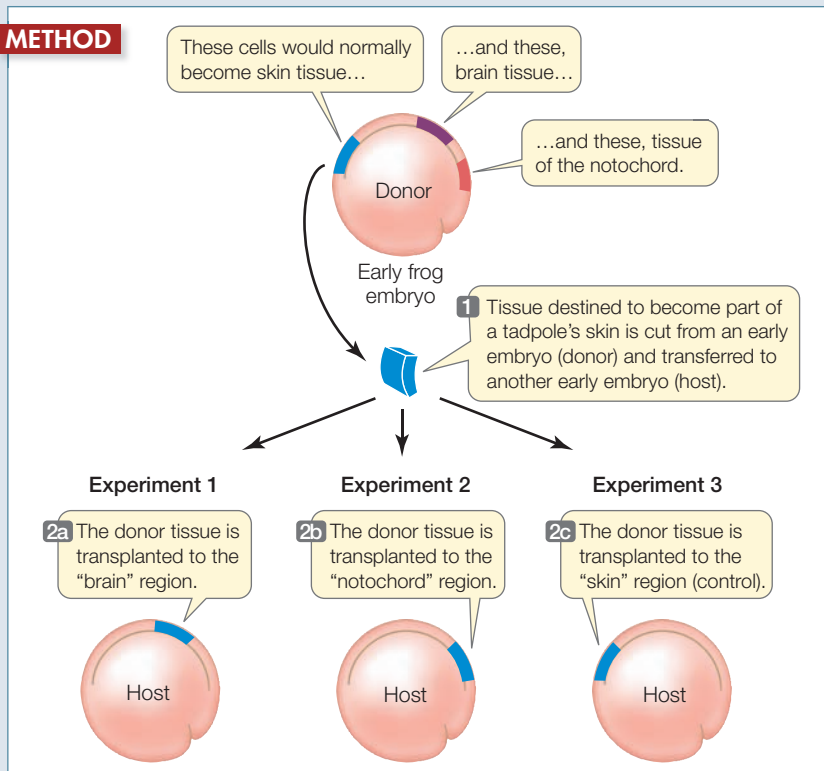 METHOD
These cells would normally
become skin tissue…
…and these,
brain tissue…
…and these, tissue
of the notochord.
Donor
Early frog
embryo
1 Tissue destined to become part of
a tadpole's skin is cut from an early
embryo (donor) and transferred to
another early embryo (host).
Experiment 1
2a The donor tissue is
transplanted to the
“brain” region.
Host
Experiment 2
2b The donor tissue is
transplanted to the
“notochord” region.
Host
Experiment 3
2c The donor tissue is
transplanted to the
“skin” region (control).
Host